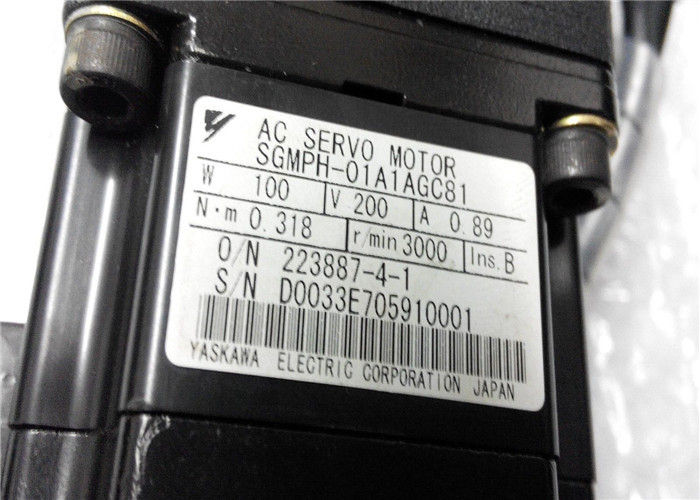 AC SERVO MOTOR
SGMPH-01A1AGC81
W 100 V 200 A 0.89
N·m 0.318 r/min 3000 Ins. B
O/N 223887-4-1
S/N D0033E705910001
YASKAWA ELECTRIC CORPORATION JAPAN